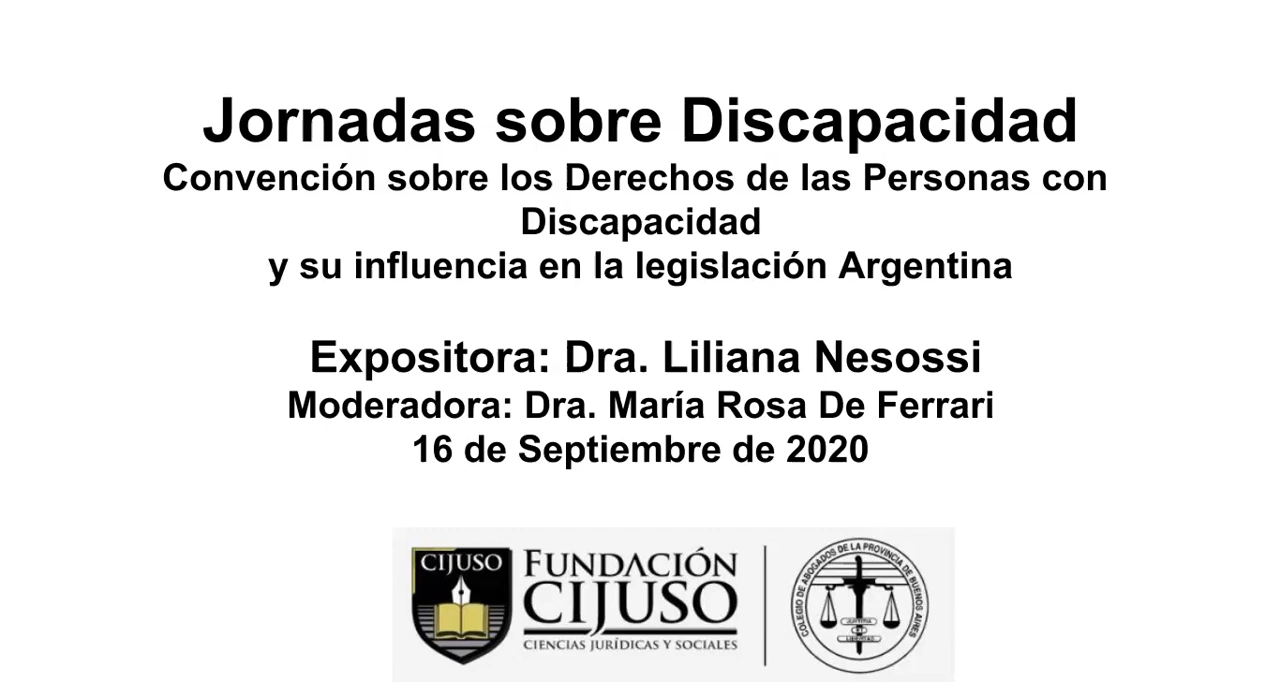 Jornadas sobre Discapacidad
Convención sobre los Derechos de las Personas con
Discapacidad
y su influencia en la legislación Argentina
Expositora: Dra. Liliana Nesossi
Moderadora: Dra. María Rosa De Ferrari
16 de Septiembre de 2020
CIJUSO
FUNDACIÓN
CIJUSO
CIENCIAS JURÍDICAS Y SOCIALES
COLEGIO DE ABOGADOS DE LA PROVINCIA DE BUENOS AIRES